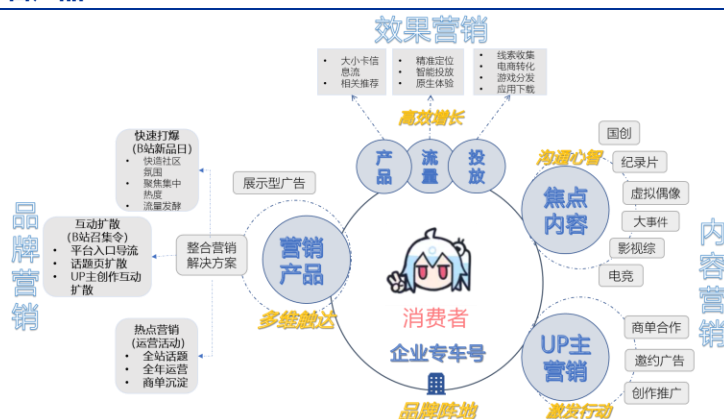 效果营销
• 大小卡信
息流
• 相关推荐
• 精准定位
• 智能投放
• 原生体验
• 线索收集
• 电商转化
• 游戏分发
• 应用下载
高效增长
产品
流量
投放
品牌营销
快速打爆
(B站新品日)
• 快造社区
氛围
• 聚焦集中
热度
• 流量发酵
互动扩散
(B站召集令)
• 平台入口导流
• 话题页扩散
• UP主创作互动
扩散
热点营销
(运营活动)
• 全站话题
• 全年运营
• 商单沉淀
整合营销
解决方案
展示型广告
营销
产品
多维触达
消费者
企业专车号
品牌阵地
沟通心智
焦点
内容
国创
纪录片
虚拟偶像
大事件
影视综
电竞
内容营销
UP主
营销
激发行动
商单合作
邀约广告
创作推广